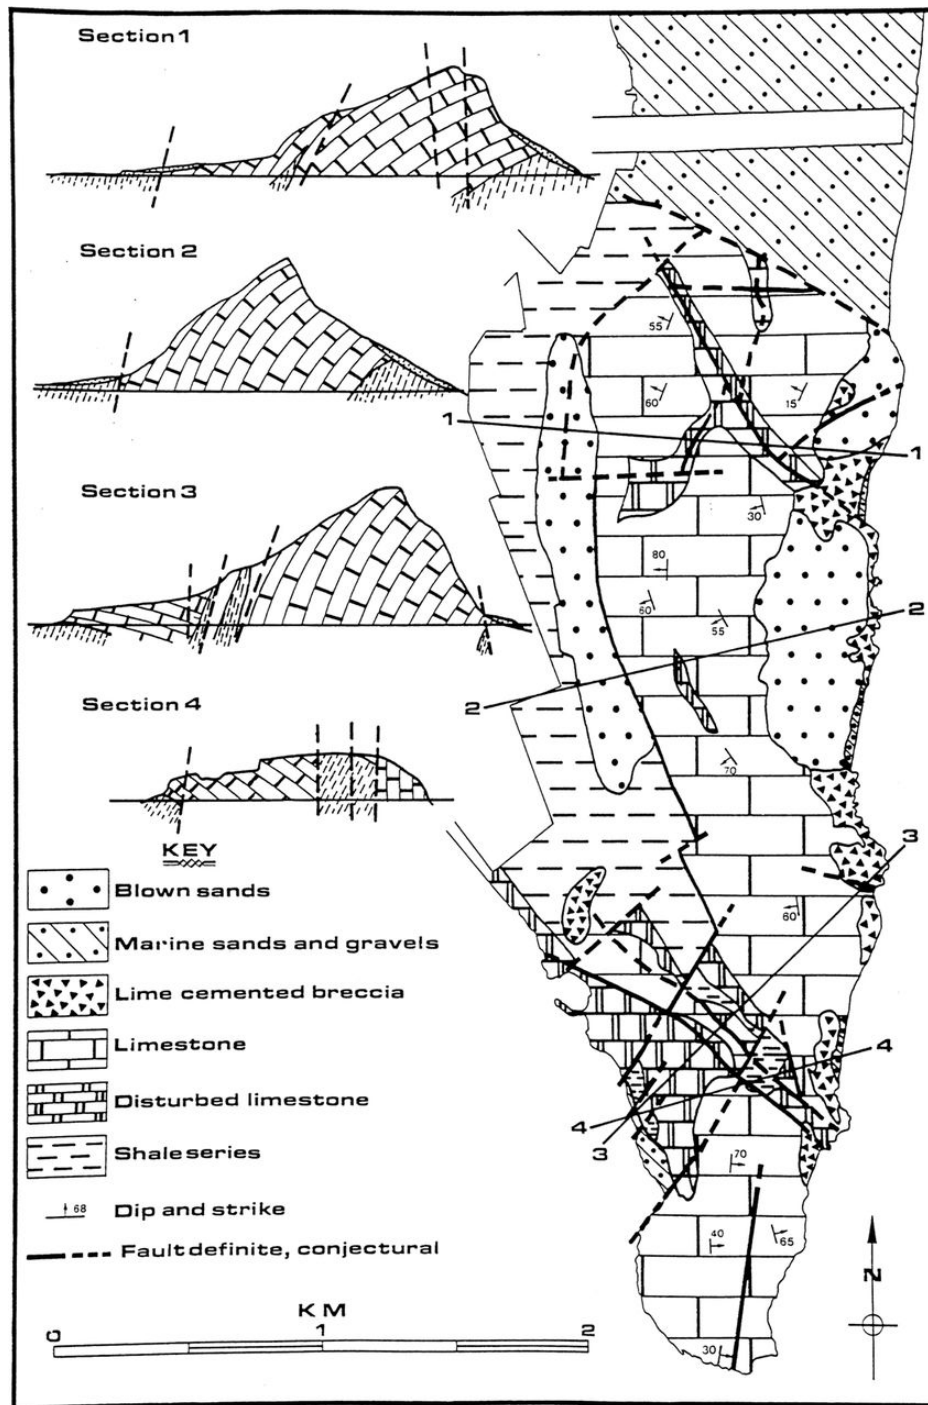 Section 1
Section 2
Section 3
Section 4
KEY
Blown sands
Marine sands and gravels
Lime cemented breccia
Limestone
Disturbed limestone
Shale series
68 Dip and strike
Fault definite, conjectural
KM
0 1 2
55
60
15
1
1
30
80
60
55
2
2
70
3
60
4
4
3
70
40
65
30
N